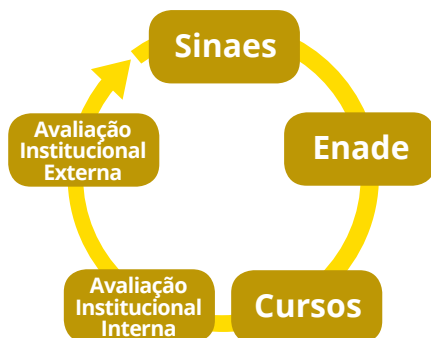 Sinaes
Enade
Cursos
Avaliação
Institucional
Interna
Avaliação
Institucional
Externa